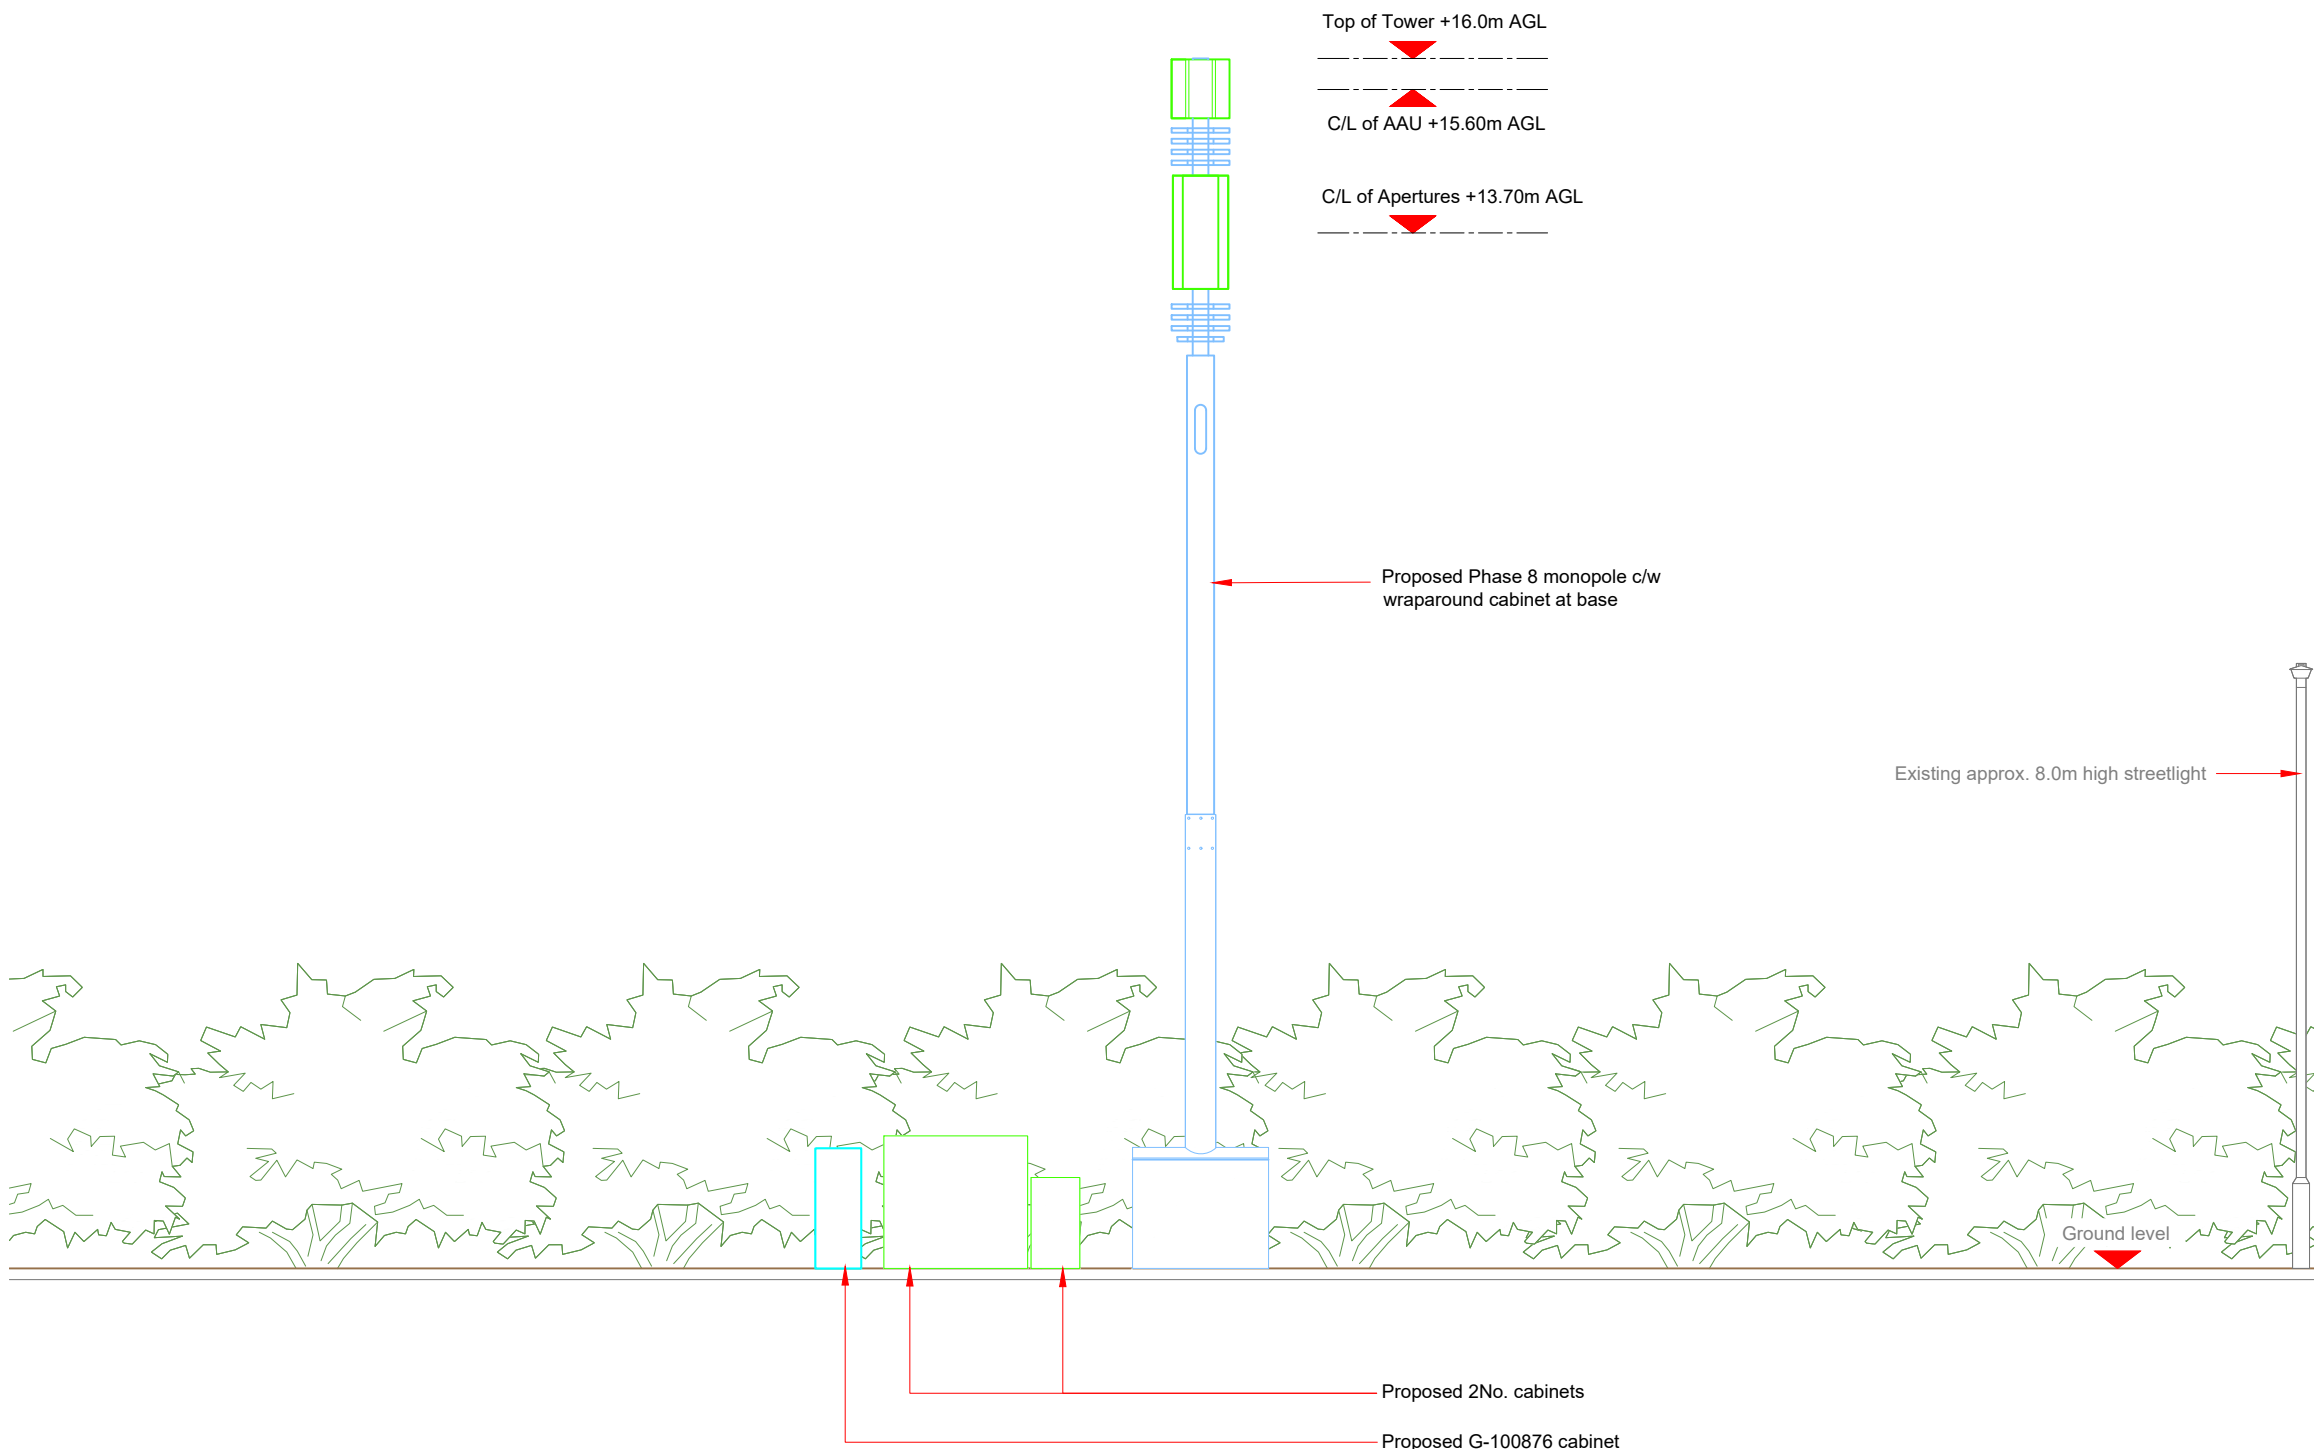 Top of Tower +16.0m AGL
C/L of AAU +15.60m AGL
C/L of Apertures +13.70m AGL
Proposed Phase 8 monopole c/w
wraparound cabinet at base
Existing approx. 8.0m high streetlight
Ground level
Proposed 2No. cabinets
Proposed G-100876 cabinet